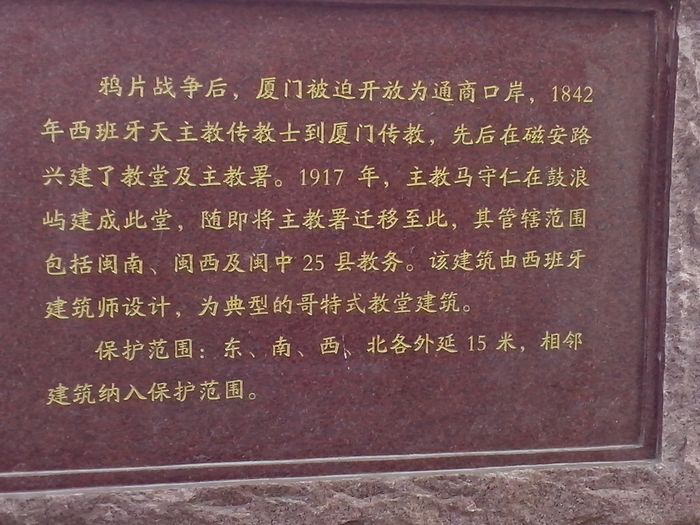 鸦片战争后，厦门被迫开放为通商口岸，1842
年西班牙天主教传教士到厦门传教，先后在磁安路
兴建了教堂及主教署。1917 年，主教马守仁在鼓浪
屿建成此堂，随即将主教署迁移至此，其管辖范围
包括闽南、闽西及闽中 25 县教务。该建筑由西班牙
建筑师设计，为典型的哥特式教堂建筑。
保护范围：东、南、西、北各外延 15 米，相邻
建筑纳入保护范围。